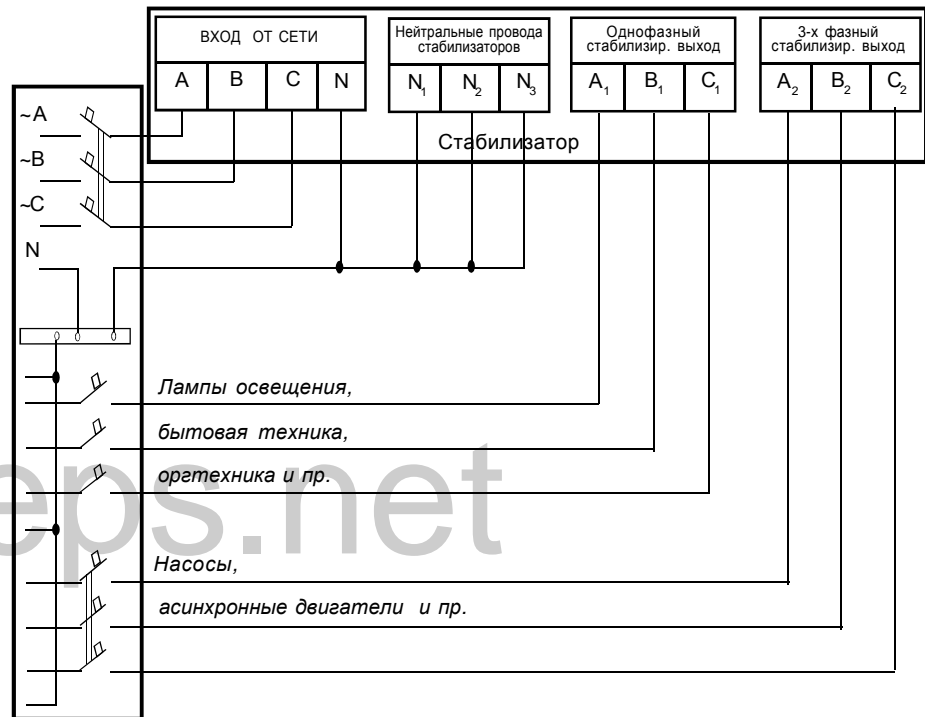 ВХОД ОТ СЕТИ
A B C N
Нейтральные провода
стабилизаторов
N₁ N₂ N₃
Однофазный
стабилизир. выход
A₁ B₁ C₁
3-х фазный
стабилизир. выход
A₂ B₂ C₂
Стабилизатор
~A
~B
~C
N
Лампы освещения,
бытовая техника,
оргтехника и пр.
Насосы,
асинхронные двигатели и пр.
eps.net